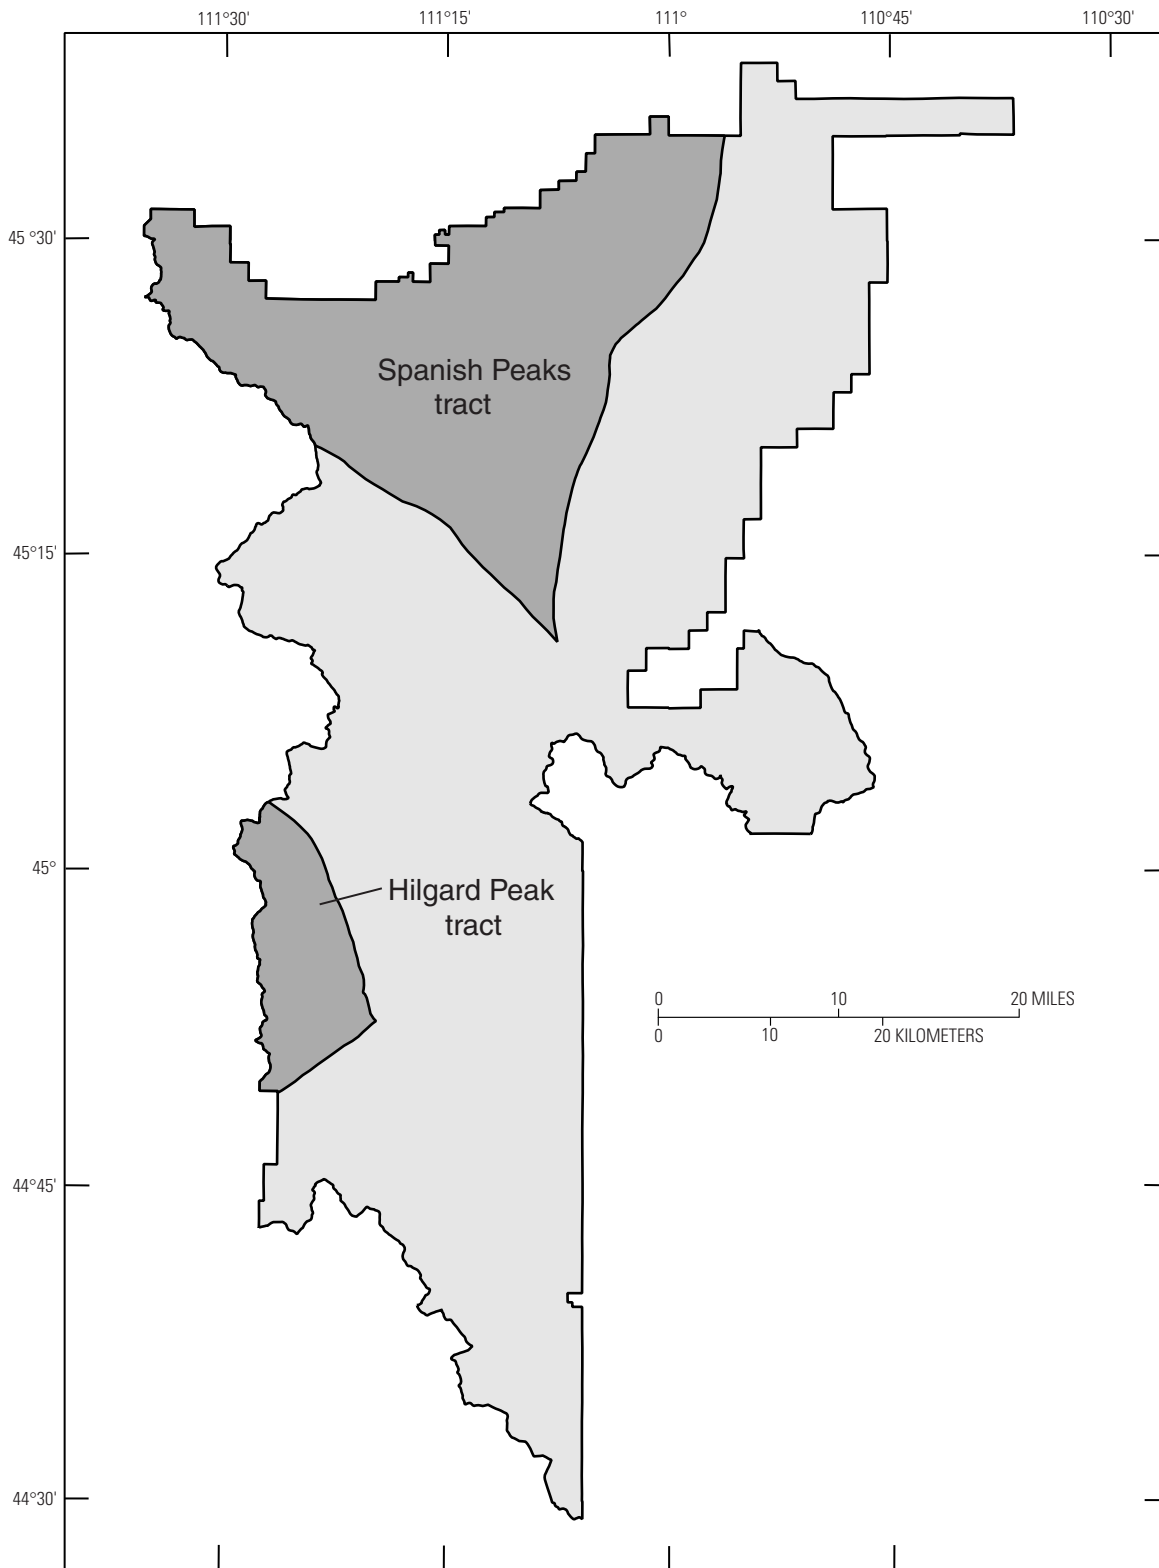 111°30' 111°15' 111° 110°45' 110°30'
45 °30'
Spanish Peaks
tract
45°15'
45°
Hilgard Peak
tract
0 10 20 MILES
0 10 20 KILOMETERS
44°45'
44°30'